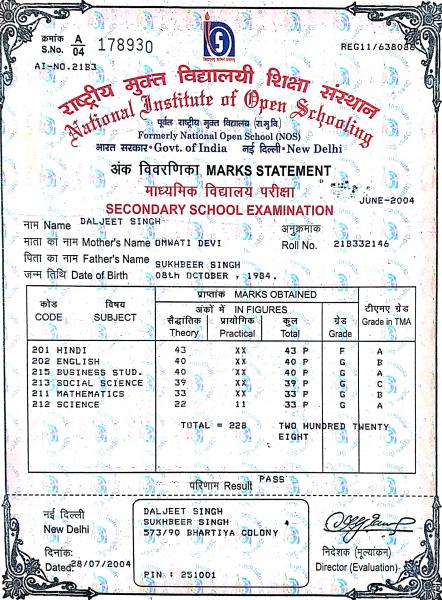 क्रमांक A
S.No. 04 178930
REG11/638088
AI-NO.21B3
राष्ट्रीय मुक्त विद्यालयी शिक्षा संस्थान
National Institute of Open Schooling
पूर्वत: राष्ट्रीय मुक्त विद्यालय (रा.मु.वि.)
Formerly National Open School (NOS)
भारत सरकार•Govt. of India नई दिल्ली•New Delhi
अंक विवरणिका MARKS STATEMENT
माध्यमिक विद्यालय परीक्षा
JUNE-2004
SECONDARY SCHOOL EXAMINATION
नाम Name DALJEET SINGH अनुक्रमांक
माता का नाम Mother's Name OMWATI DEVI Roll No. 21B332146
पिता का नाम Father's Name SUKHBEER SINGH
जन्म तिथि Date of Birth 08th OCTOBER , 1984.
प्राप्तांक MARKS OBTAINED
कोड विषय अंकों में IN FIGURES टीएमए ग्रेड
CODE SUBJECT सैद्धांतिक प्रायोगिक कुल ग्रेड Grade in TMA
Theory Practical Total Grade
201 HINDI 43 XX 43 P F A
202 ENGLISH 40 XX 40 P G B
215 BUSINESS STUD. 40 XX 40 P G A
213 SOCIAL SCIENCE 39 XX 39 P G C
211 MATHEMATICS 33 XX 33 P G B
212 SCIENCE 22 11 33 P G A
TOTAL = 228 TWO HUNDRED TWENTY
EIGHT
परिणाम Result PASS
नई दिल्ली
New Delhi
DALJEET SINGH
SUKHBEER SINGH
573/90 BHARTIYA COLONY
दिनांक:
Dated: 28/07/2004
PIN : 251001
निदेशक (मूल्यांकन)
Director (Evaluation)